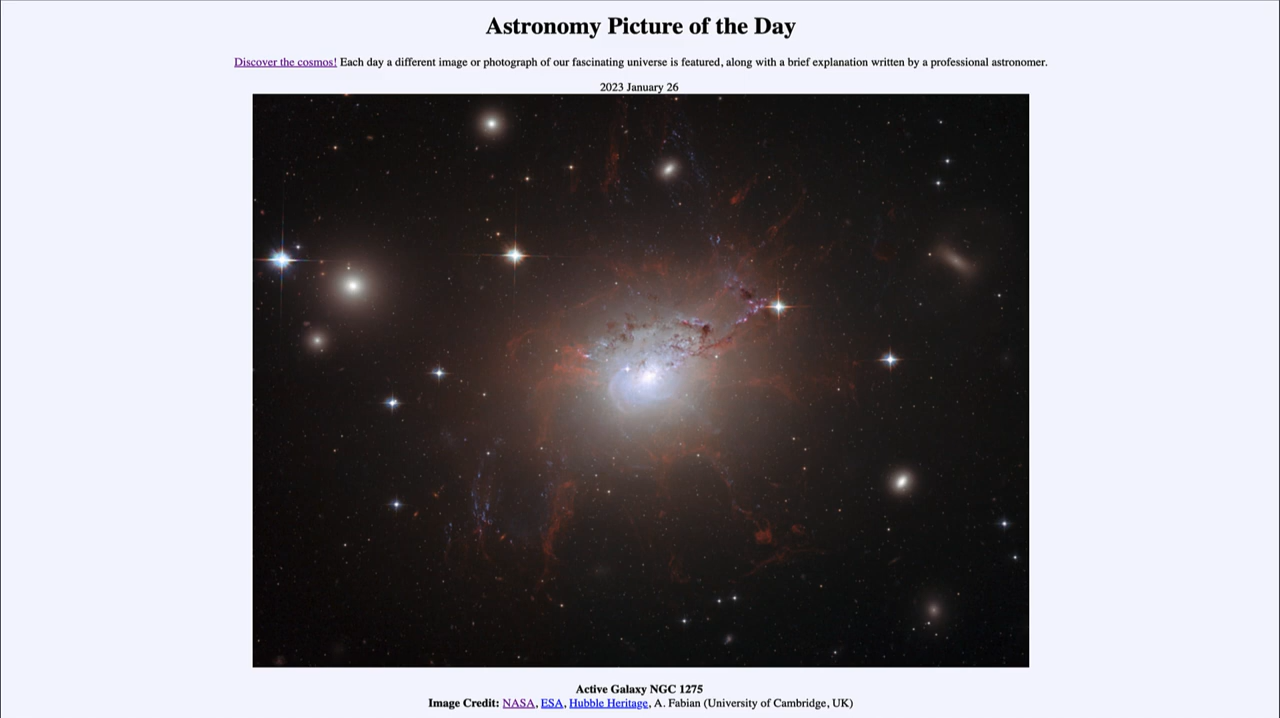 Astronomy Picture of the Day
Discover the cosmos! Each day a different image or photograph of our fascinating universe is featured, along with a brief explanation written by a professional astronomer.
2023 January 26
Active Galaxy NGC 1275
Image Credit: NASA, ESA, Hubble Heritage, A. Fabian (University of Cambridge, UK)